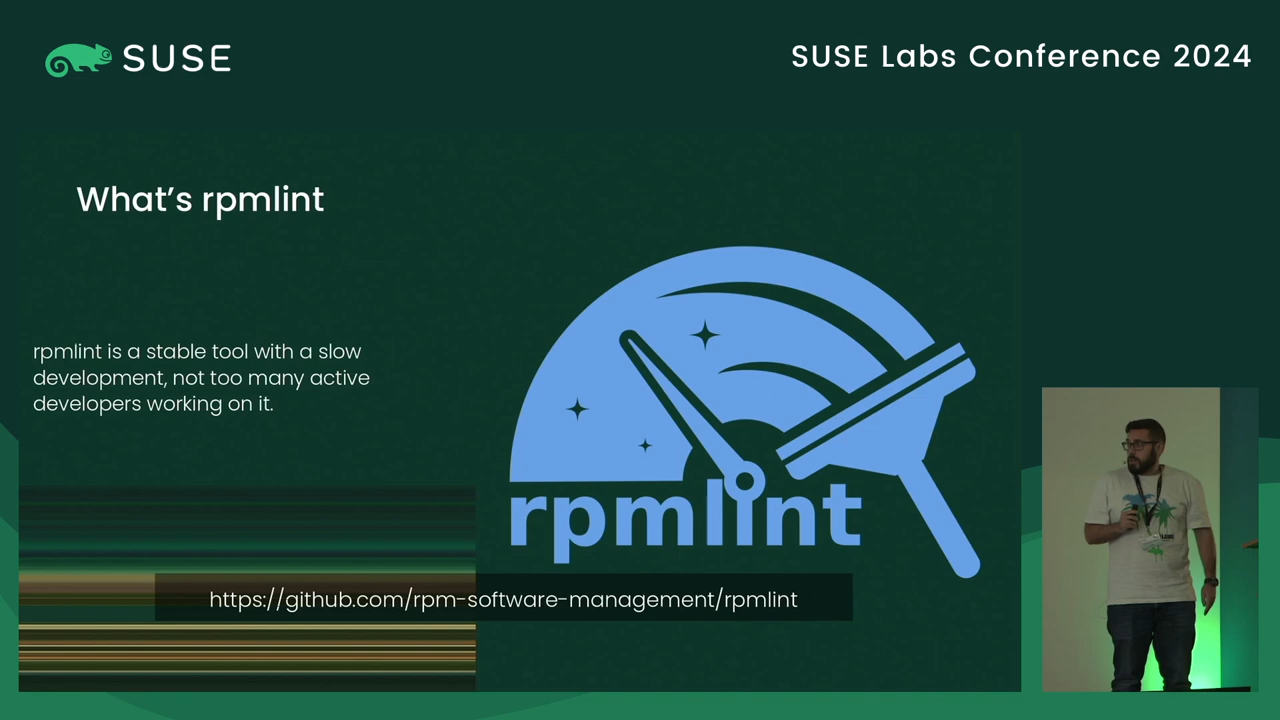 SUSE
SUSE Labs Conference 2024
What's rpmlint
rpmlint is a stable tool with a slow
development, not too many active
developers working on it.
rpmlint
https://github.com/rpm-software-management/rpmlint